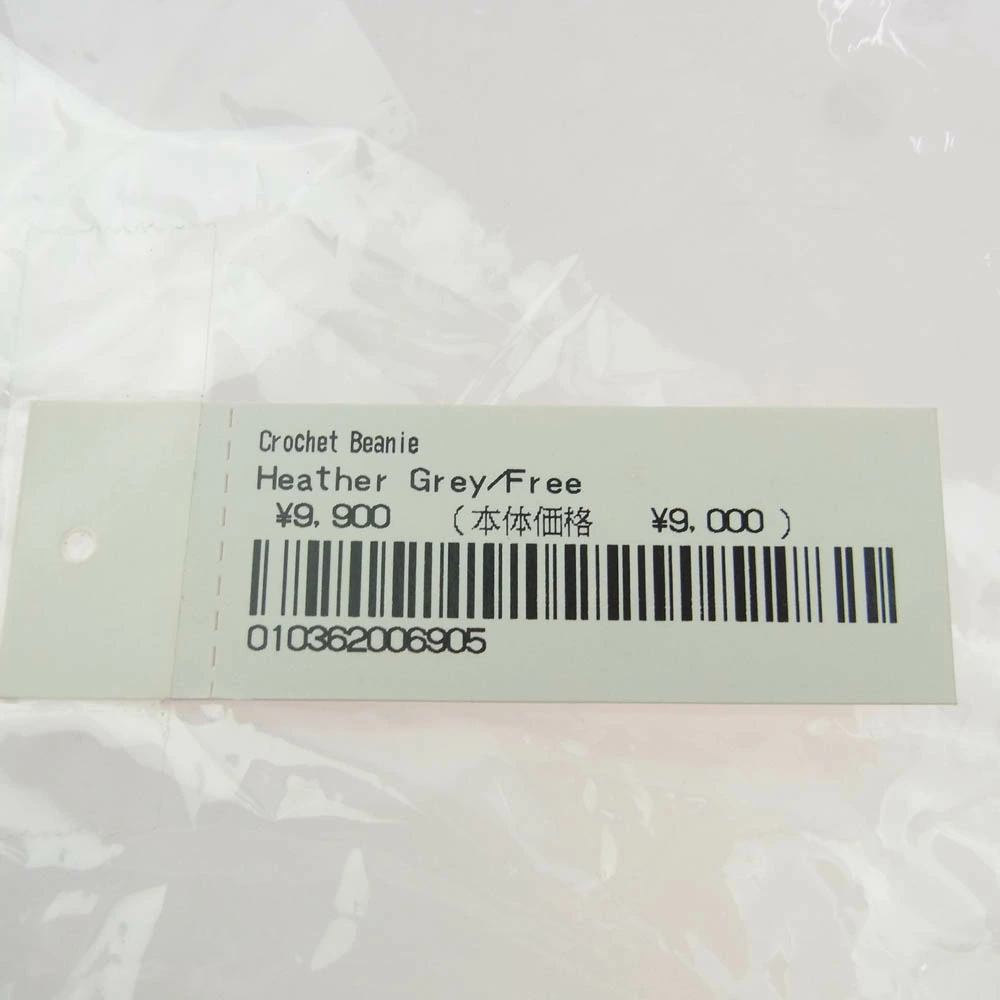 Crochet Beanie
Heather Grey/Free
¥9,900 (本体価格 ¥9,000)
010362006905